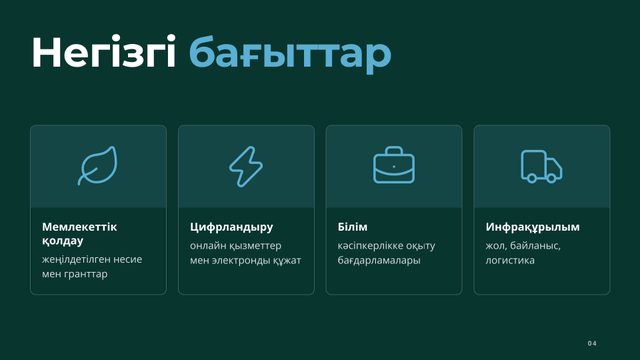 Негізгі бағыттар
Мемлекеттік
қолдау
жеңілдетілген несие
мен гранттар
Цифрландыру
онлайн қызметтер
мен электронды құжат
Білім
кәсіпкерлікке оқыту
бағдарламалары
Инфрақұрылым
жол, байланыс,
логистика
04